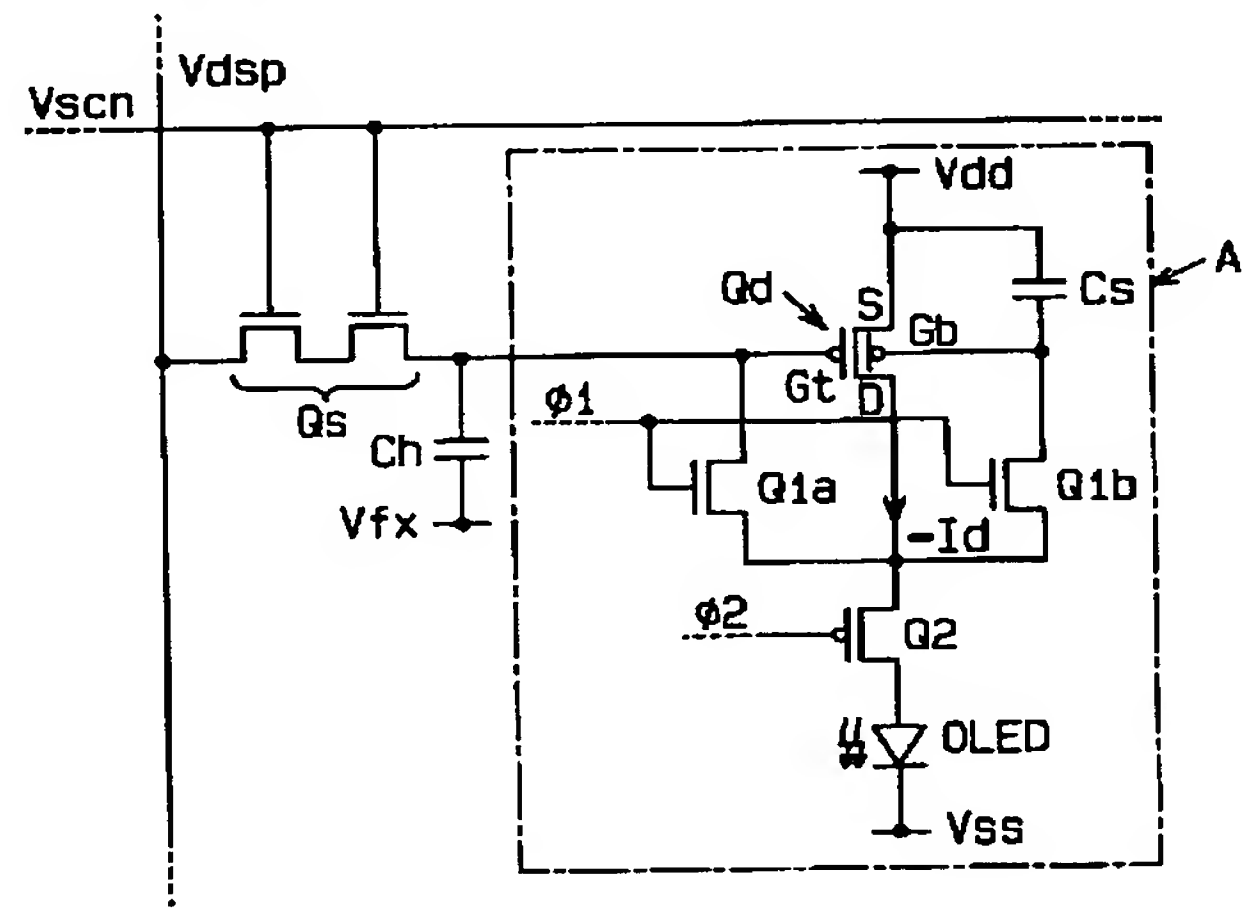 Vdsp
Vscn
Vdd
A
Qd
S
Cs
Gb
Gt
D
Qs
φ1
Ch
Q1a
Q1b
Vfx
-Id
φ2
Q2
OLED
Vss